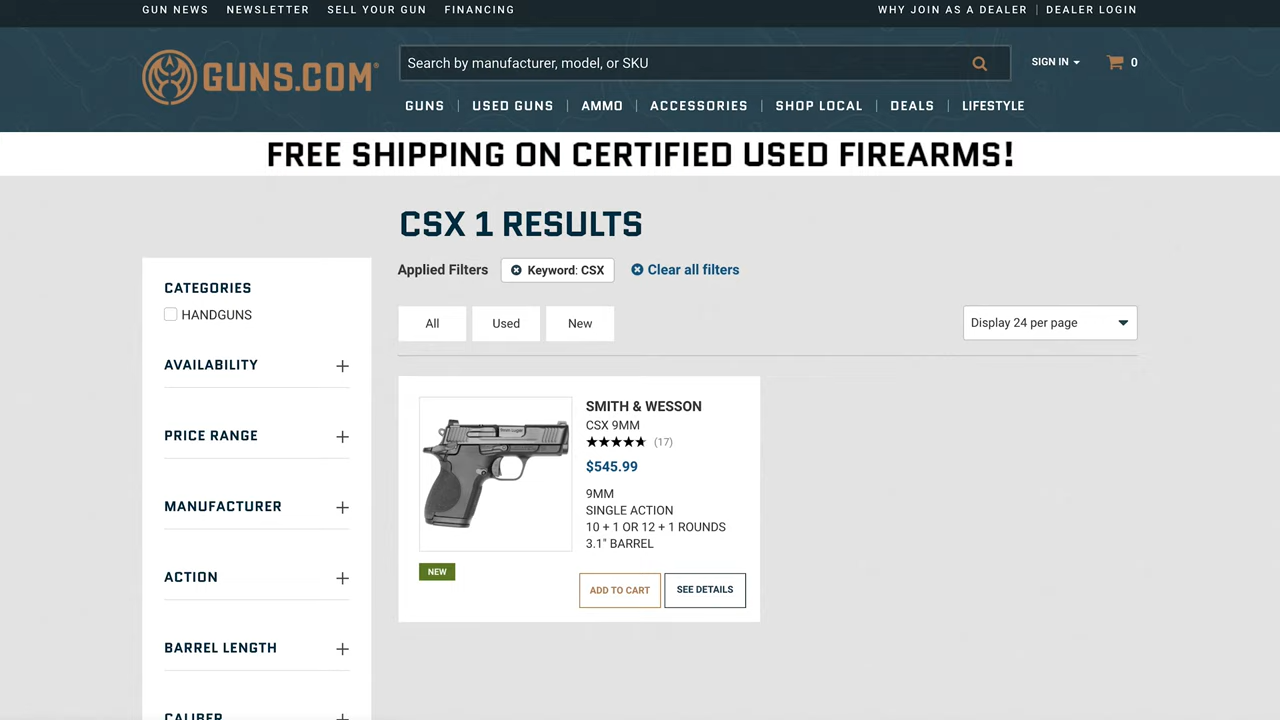 GUN NEWS NEWSLETTER SELL YOUR GUN FINANCING WHY JOIN AS A DEALER | DEALER LOGIN
GUNS.COM®
Search by manufacturer, model, or SKU
SIGN IN
0
GUNS | USED GUNS | AMMO | ACCESSORIES | SHOP LOCAL | DEALS | LIFESTYLE
FREE SHIPPING ON CERTIFIED USED FIREARMS!
CSX 1 RESULTS
Applied Filters Keyword: CSX Clear all filters
All Used New Display 24 per page
CATEGORIES
HANDGUNS
AVAILABILITY +
PRICE RANGE +
MANUFACTURER +
ACTION +
BARREL LENGTH +
CALIBER +
SMITH & WESSON
CSX 9MM
(17)
$545.99
9MM
SINGLE ACTION
10 + 1 OR 12 + 1 ROUNDS
3.1" BARREL
NEW
ADD TO CART SEE DETAILS